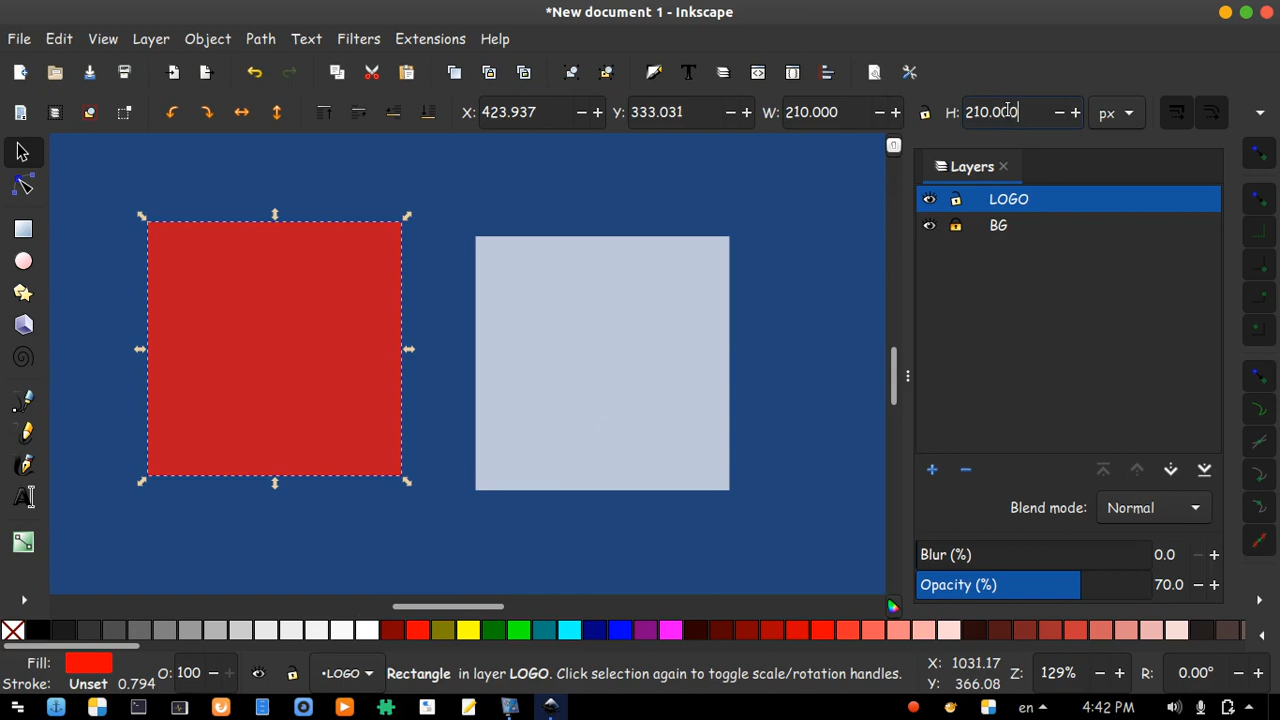 *New document 1 - Inkscape
File Edit View Layer Object Path Text Filters Extensions Help
X: 423.937 Y: 333.031 W: 210.000 H: 210.000 px
Layers
LOGO
BG
Blend mode: Normal
Blur (%) 0.0
Opacity (%) 70.0
Fill: O: 100 •LOGO Rectangle in layer LOGO. Click selection again to toggle scale/rotation handles. X: 1031.17 Z: 129% R: 0.00°
Stroke: Unset 0.794 Y: 366.08
en 4:42 PM